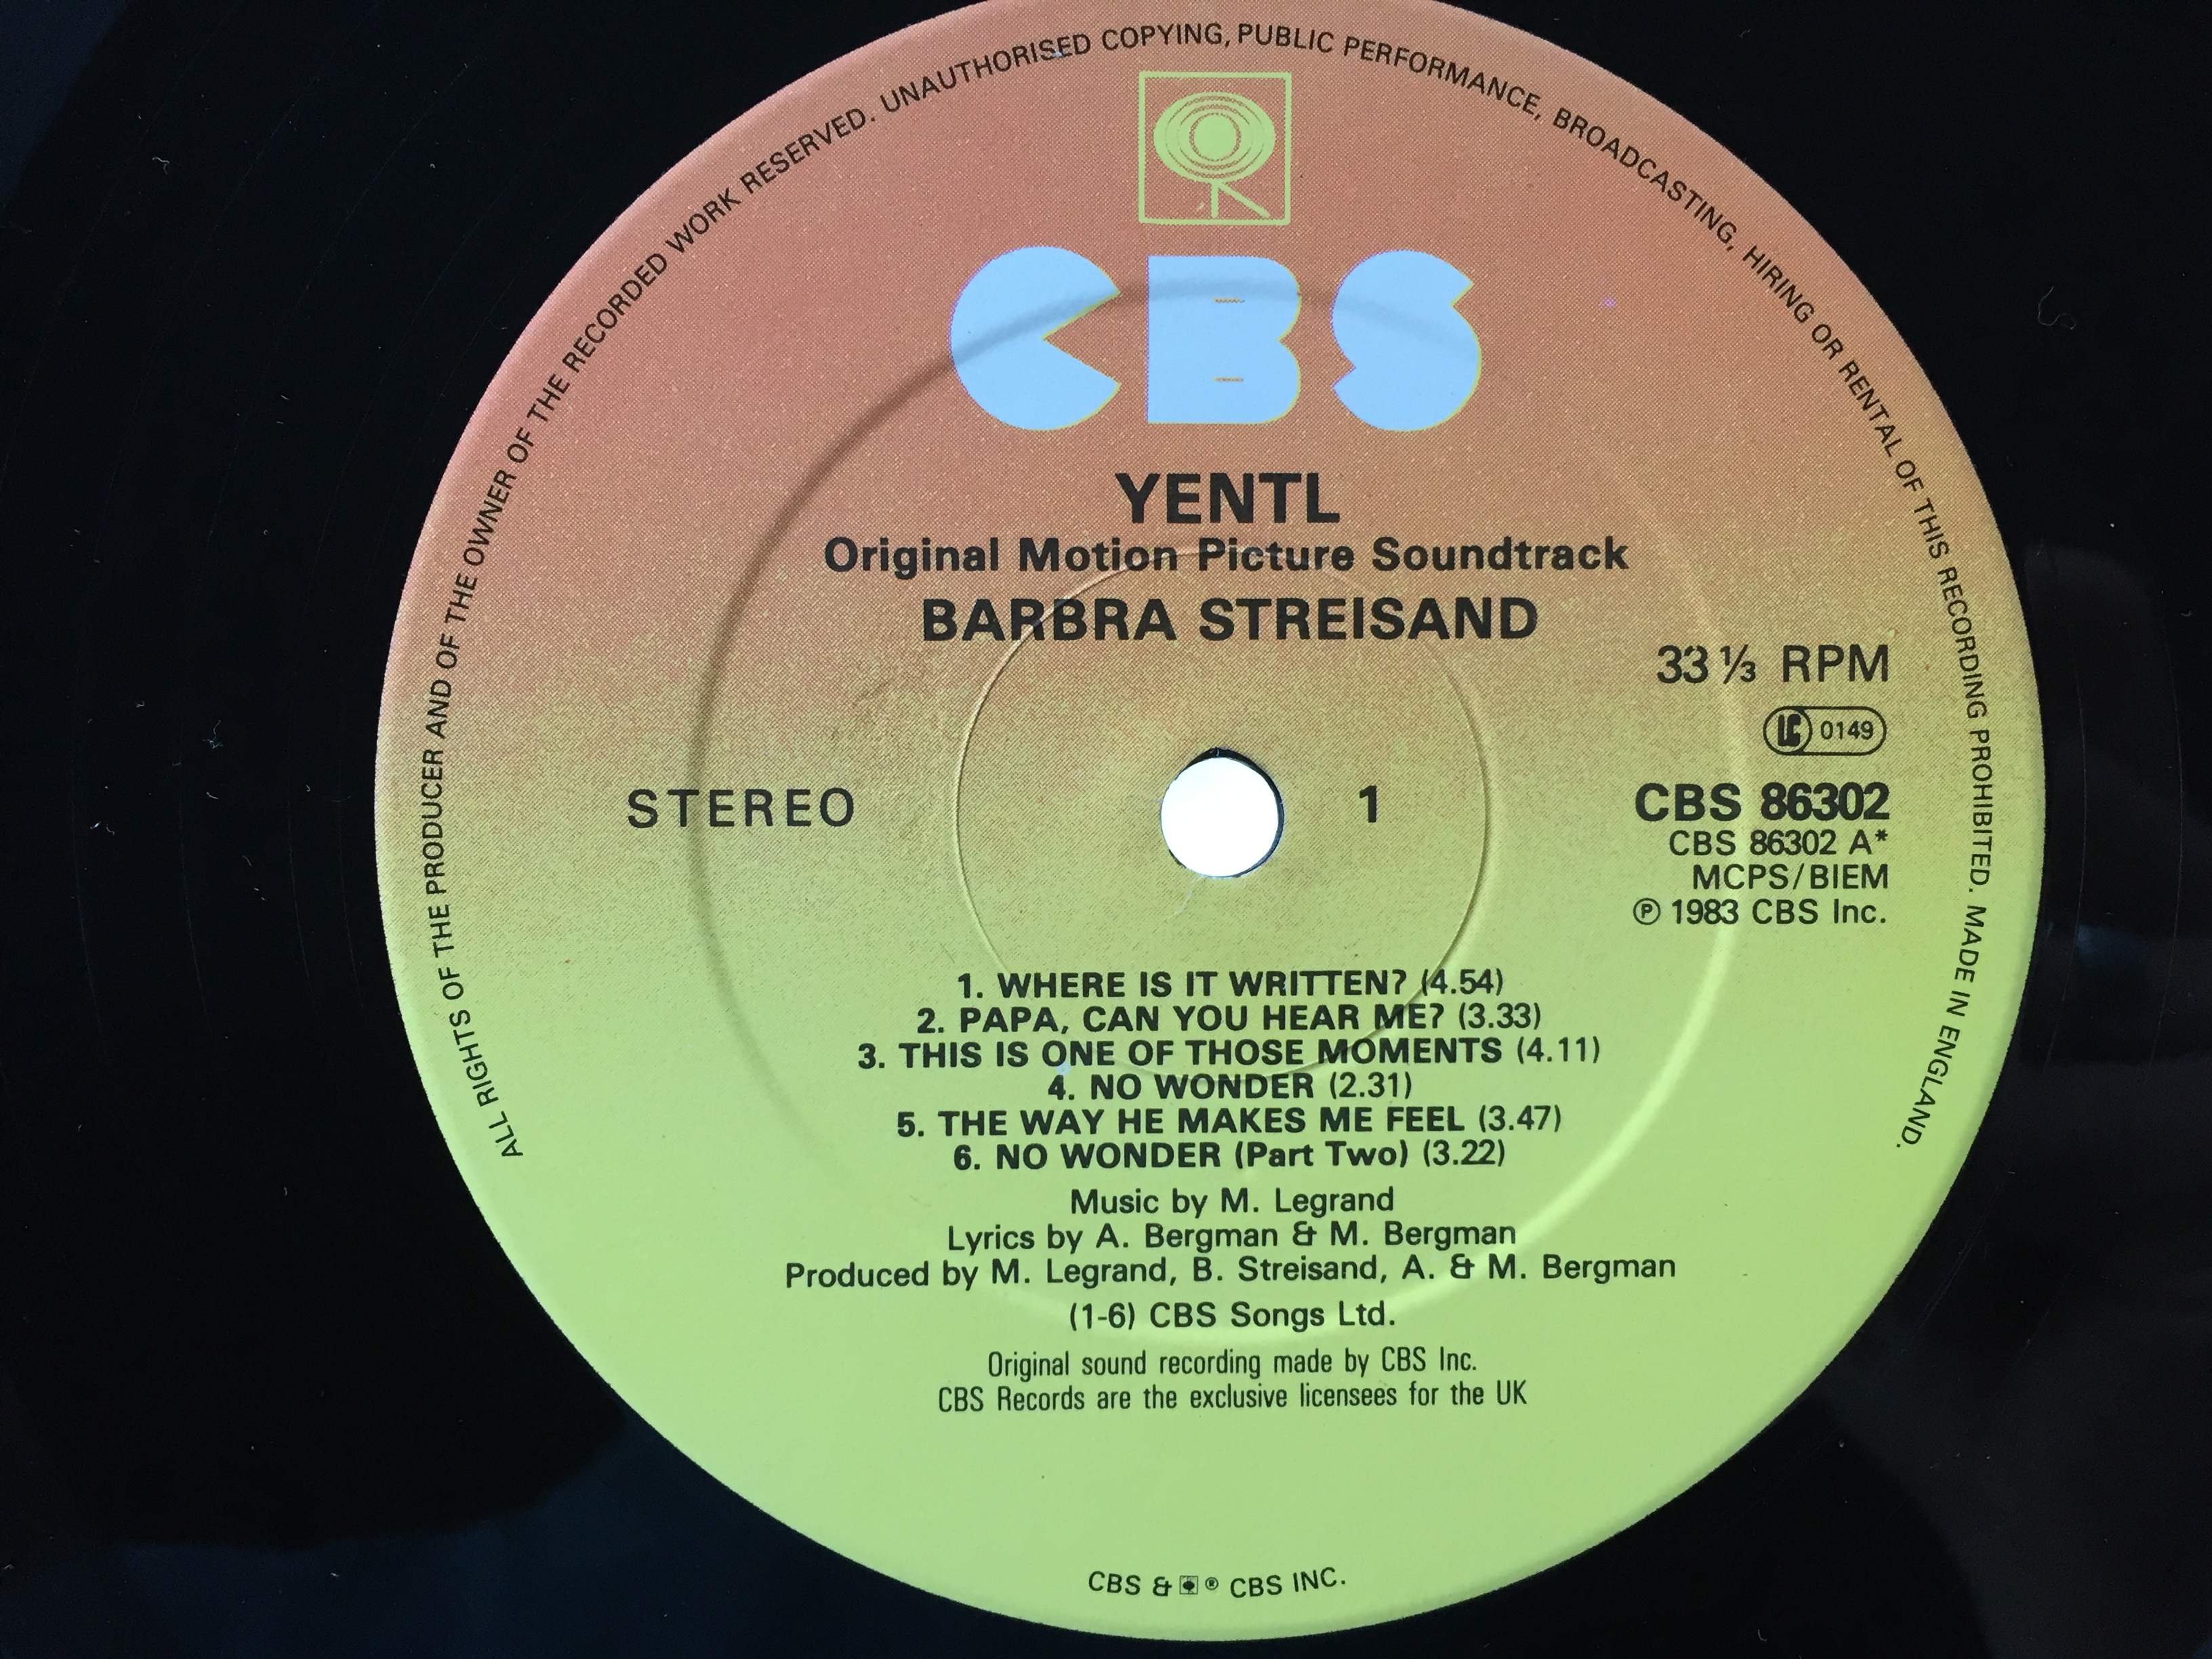 ALL RIGHTS OF THE PRODUCER AND OF THE OWNER OF THE RECORDED WORK RESERVED. UNAUTHORISED COPYING, PUBLIC PERFORMANCE, BROADCASTING, HIRING OR RENTAL OF THIS RECORDING PROHIBITED. MADE IN ENGLAND.
CBS
YENTL
Original Motion Picture Soundtrack
BARBRA STREISAND
33⅓ RPM
LC 0149
STEREO
1
CBS 86302
CBS 86302 A*
MCPS/BIEM
℗ 1983 CBS Inc.
1. WHERE IS IT WRITTEN? (4.54)
2. PAPA, CAN YOU HEAR ME? (3.33)
3. THIS IS ONE OF THOSE MOMENTS (4.11)
4. NO WONDER (2.31)
5. THE WAY HE MAKES ME FEEL (3.47)
6. NO WONDER (Part Two) (3.22)
Music by M. Legrand
Lyrics by A. Bergman & M. Bergman
Produced by M. Legrand, B. Streisand, A. & M. Bergman
(1-6) CBS Songs Ltd.
Original sound recording made by CBS Inc.
CBS Records are the exclusive licensees for the UK
CBS & ® CBS INC.